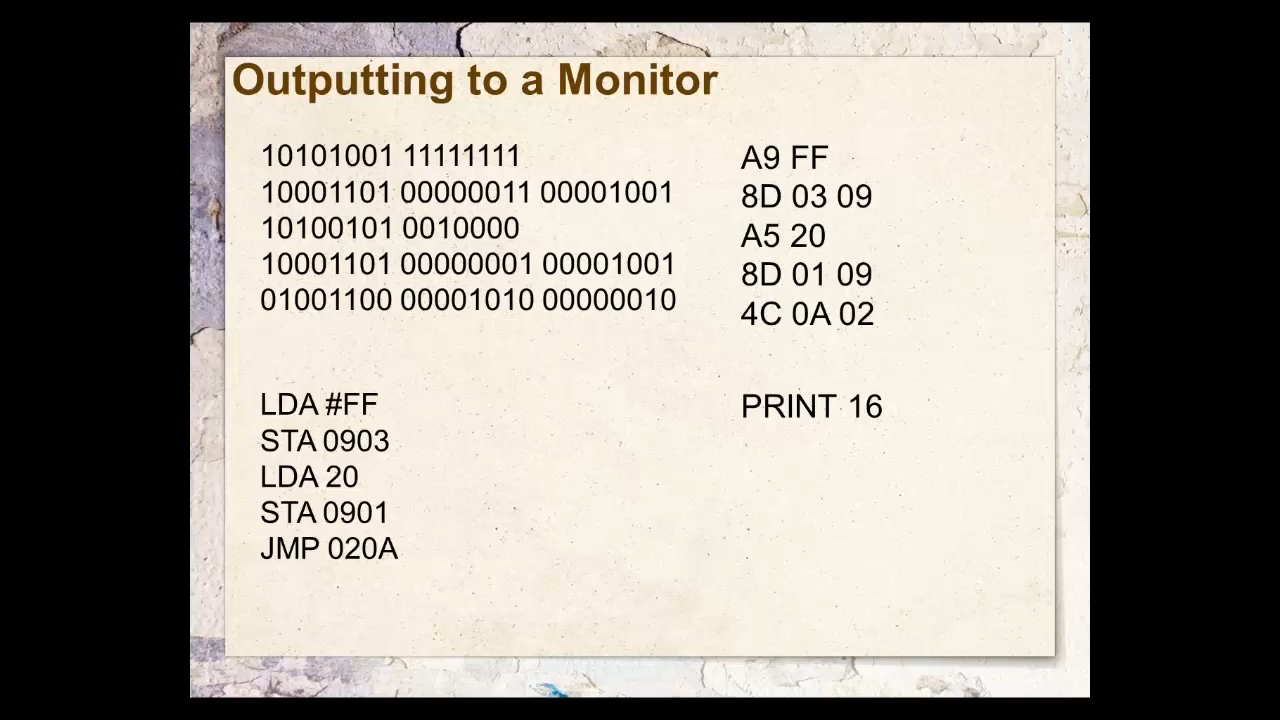 Outputting to a Monitor
10101001 11111111
10001101 00000011 00001001
10100101 0010000
10001101 00000001 00001001
01001100 00001010 00000010
A9 FF
8D 03 09
A5 20
8D 01 09
4C 0A 02
LDA #FF
STA 0903
LDA 20
STA 0901
JMP 020A
PRINT 16